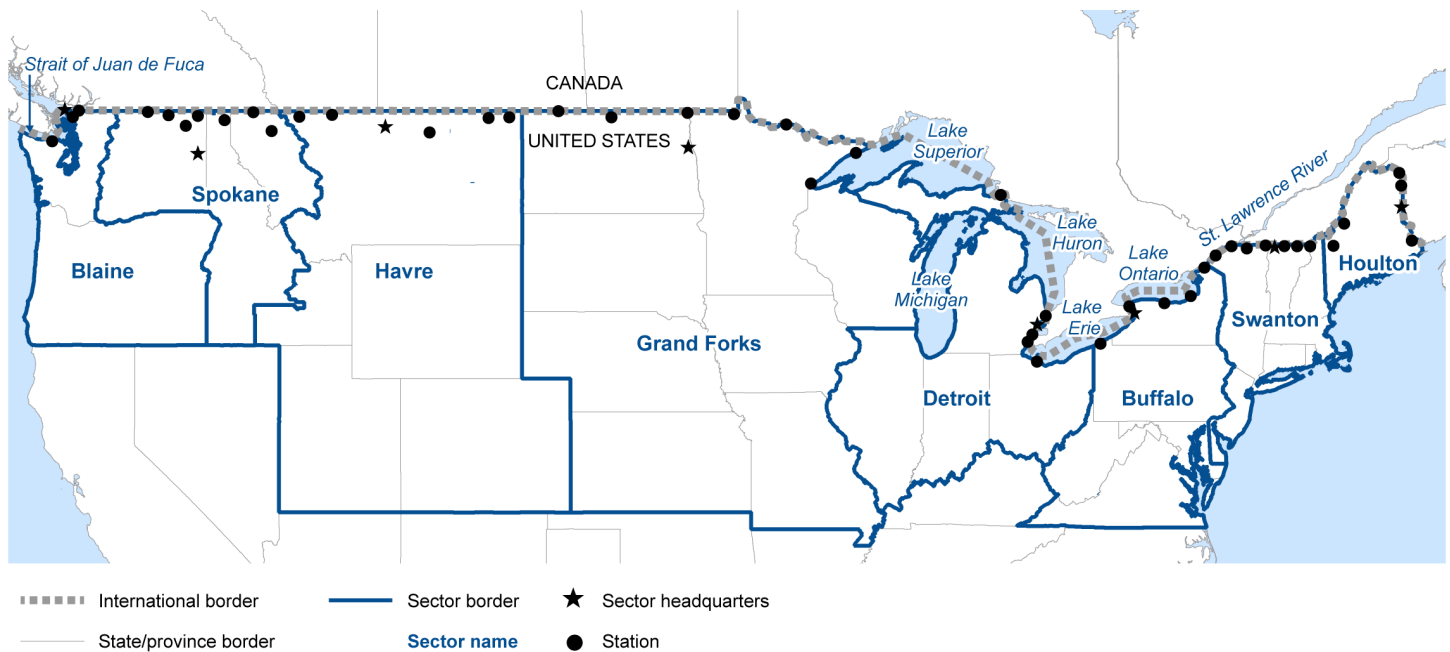 Strait of Juan de Fuca
CANADA
UNITED STATES
Lake
Superior
St. Lawrence River
Spokane
Lake
Huron
Blaine
Havre
Lake
Ontario
Houlton
Lake
Michigan
Lake
Erie
Swanton
Grand Forks
Detroit
Buffalo
International border
Sector border
Sector headquarters
State/province border
Sector name
Station